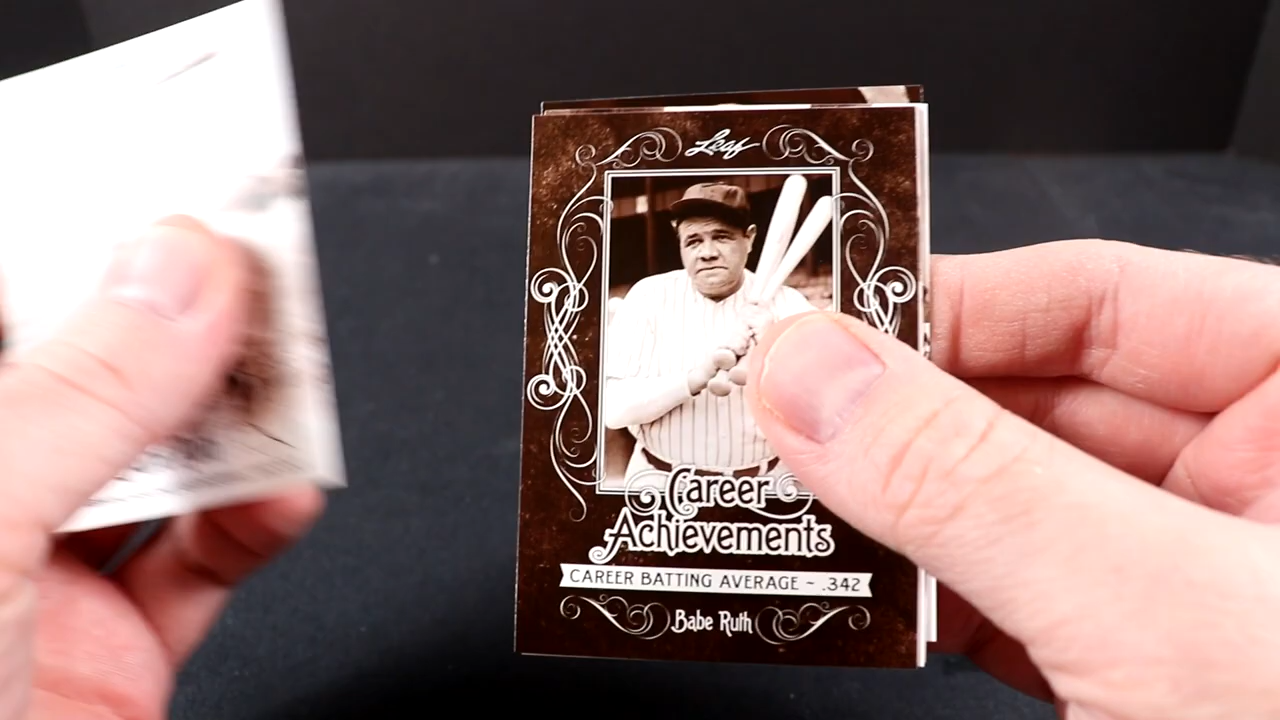 Leaf
Career
Achievements
CAREER BATTING AVERAGE ~ .342
Babe Ruth